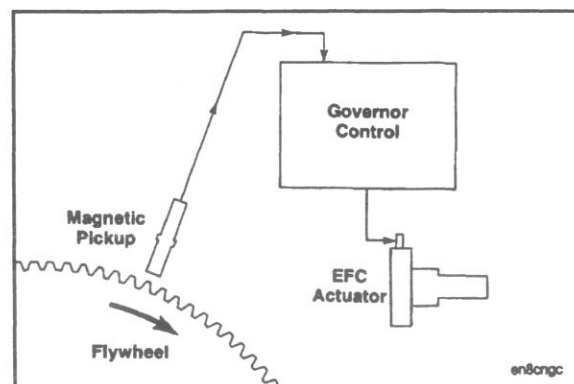 Governor
Control
Magnetic
Pickup
EFC
Actuator
Flywheel
en8cngc